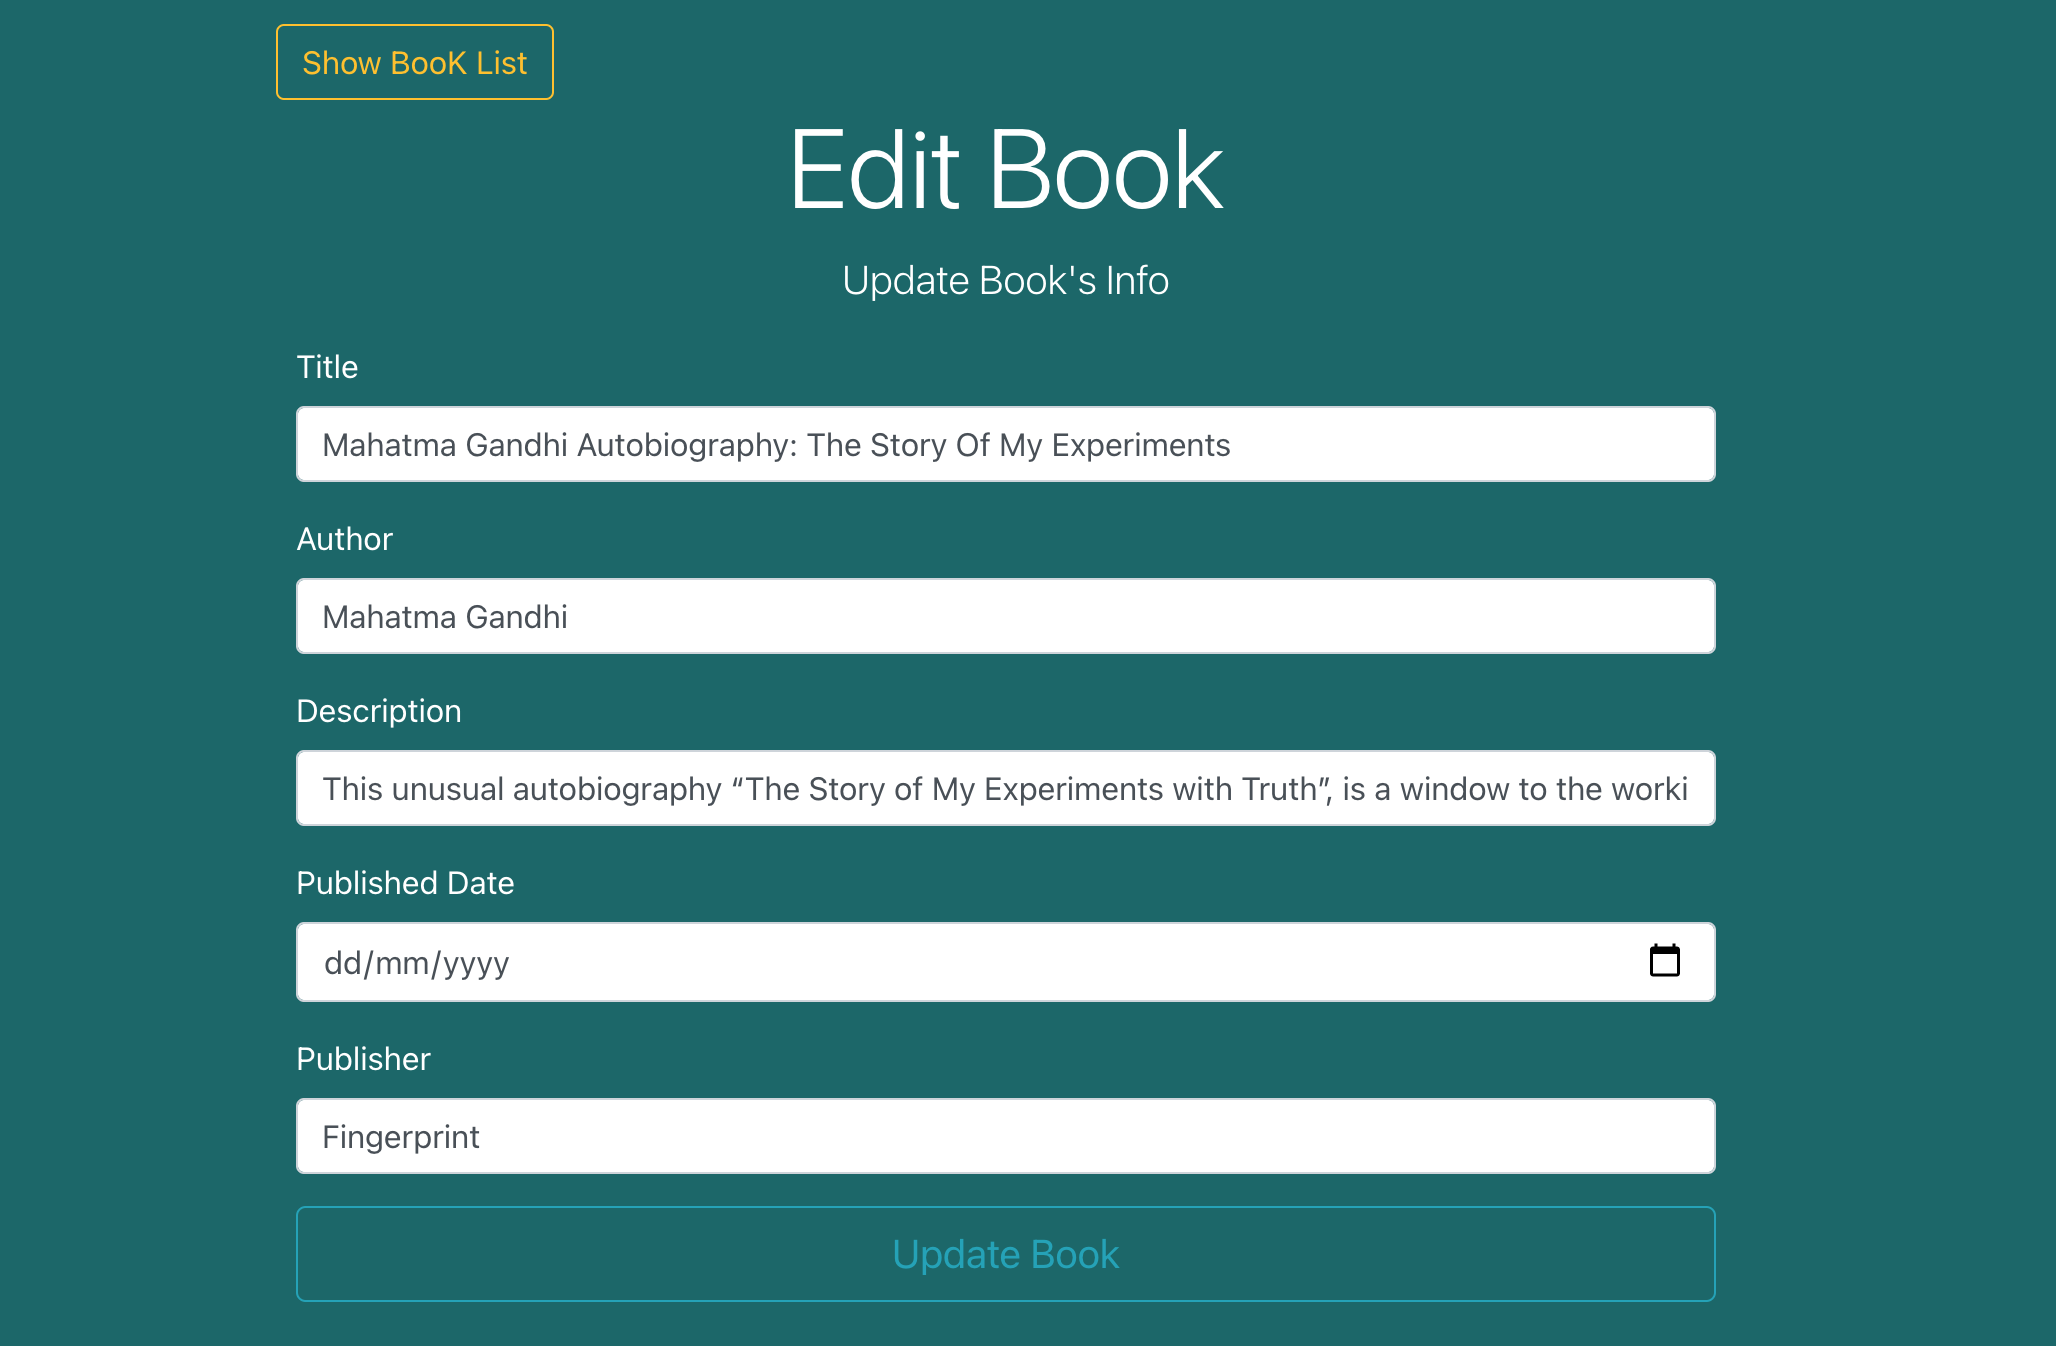 Show BooK List
Edit Book
Update Book's Info
Title
Mahatma Gandhi Autobiography: The Story Of My Experiments
Author
Mahatma Gandhi
Description
This unusual autobiography “The Story of My Experiments with Truth”, is a window to the worki
Published Date
dd/mm/yyyy
Publisher
Fingerprint
Update Book